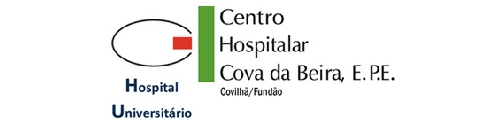 Centro
Hospitalar
Cova da Beira, E.P.E.
Covilhã/Fundão
Hospital
Universitário